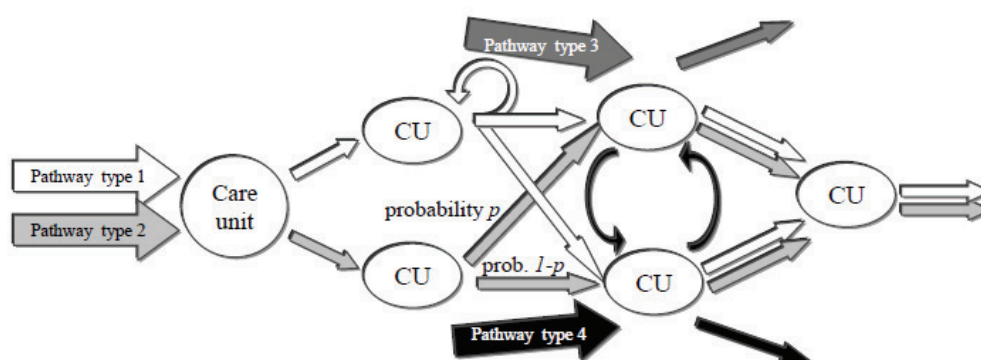 Pathway type 3
CU
CU
Pathway type 1
Care
unit
Pathway type 2
probability p
CU
CU
prob. 1-p
CU
Pathway type 4